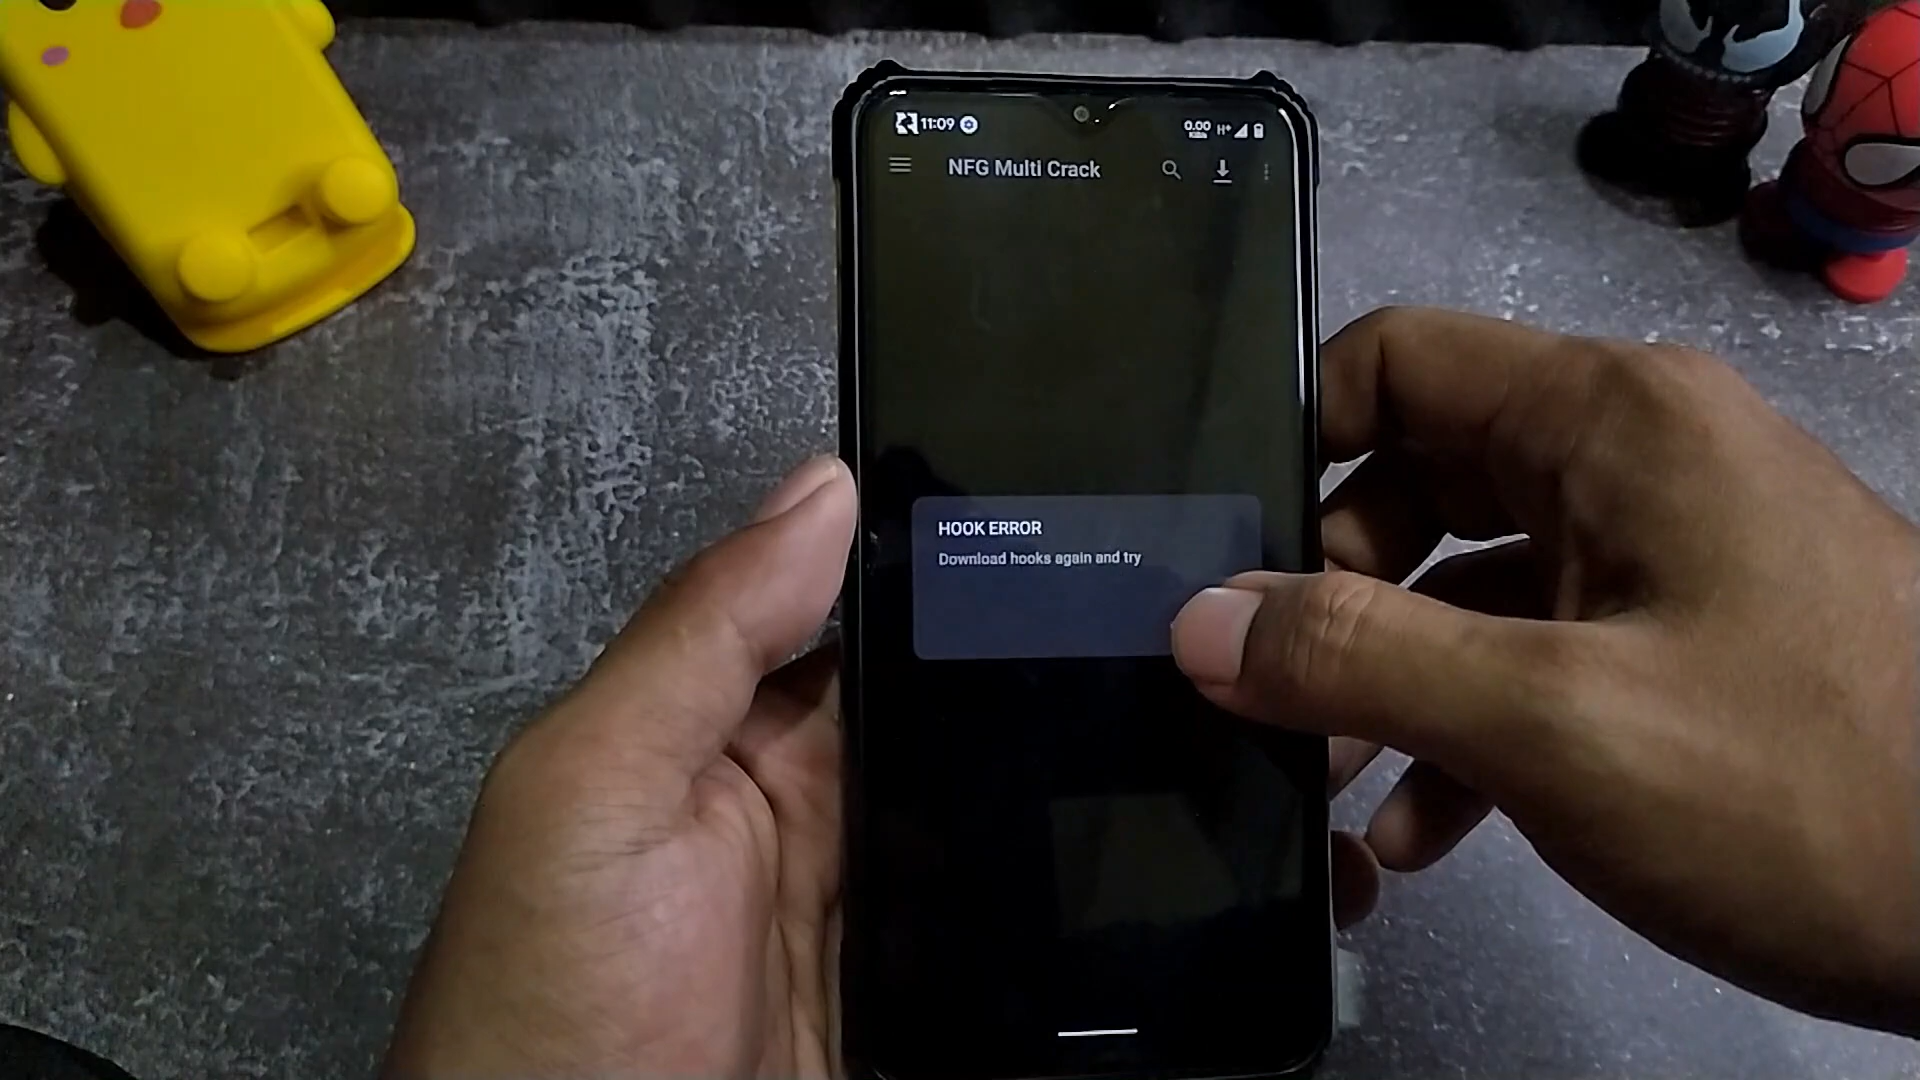 11:09
0.00
H+
NFG Multi Crack
HOOK ERROR
Download hooks again and try